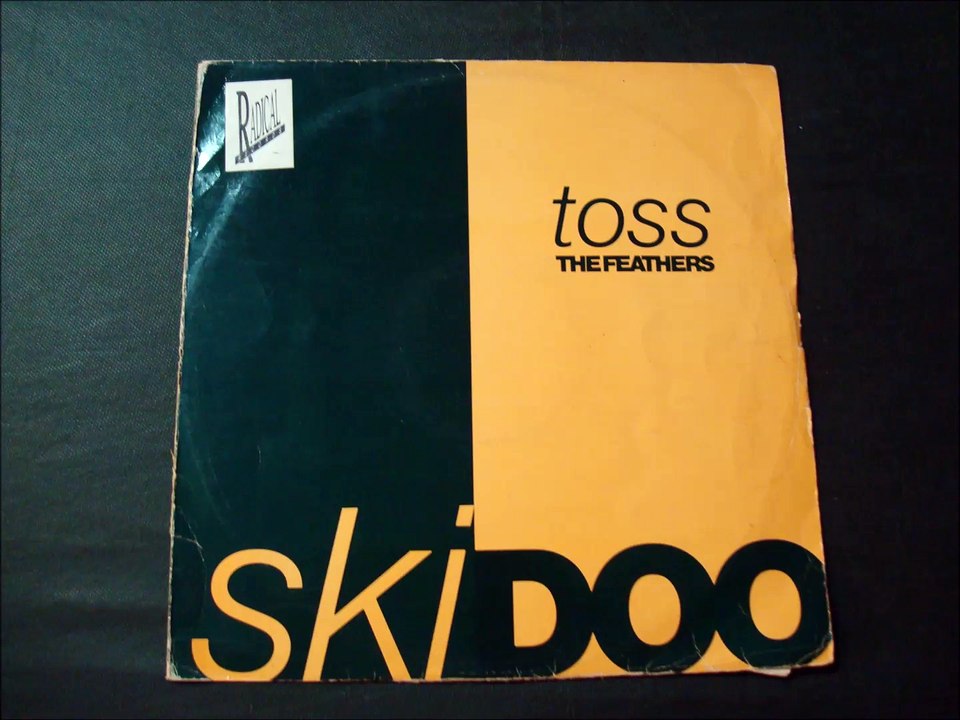 RADICAL
toss
THE FEATHERS
skiDOO